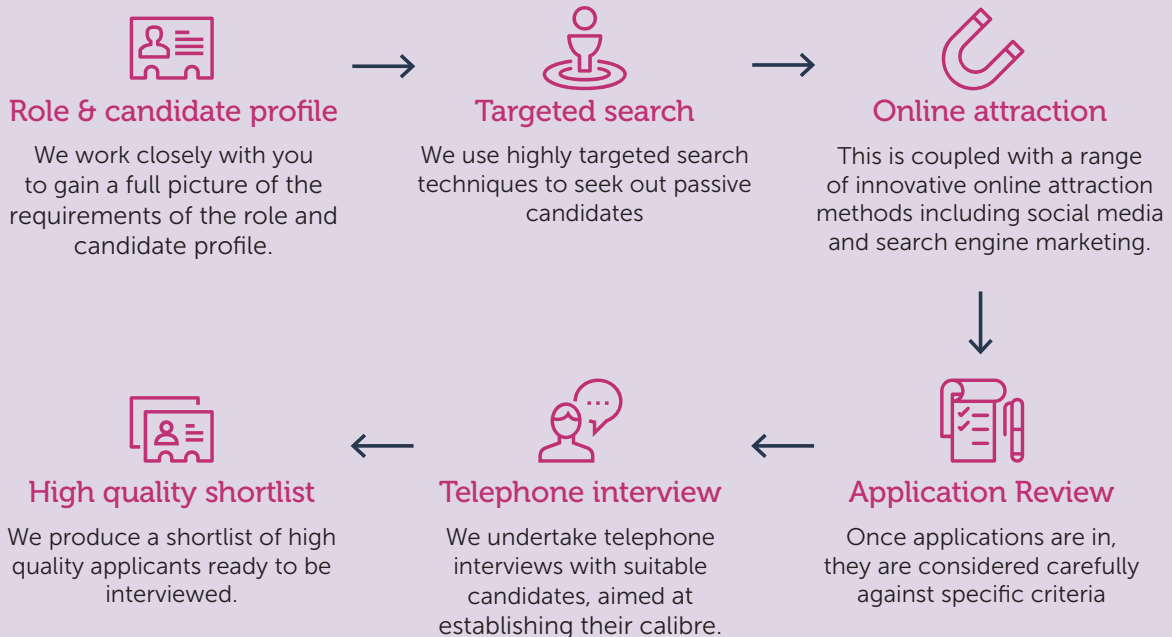 Role & candidate profile
We work closely with you
to gain a full picture of the
requirements of the role and
candidate profile.
Targeted search
We use highly targeted search
techniques to seek out passive
candidates
Online attraction
This is coupled with a range
of innovative online attraction
methods including social media
and search engine marketing.
Application Review
Once applications are in,
they are considered carefully
against specific criteria
Telephone interview
We undertake telephone
interviews with suitable
candidates, aimed at
establishing their calibre.
High quality shortlist
We produce a shortlist of high
quality applicants ready to be
interviewed.